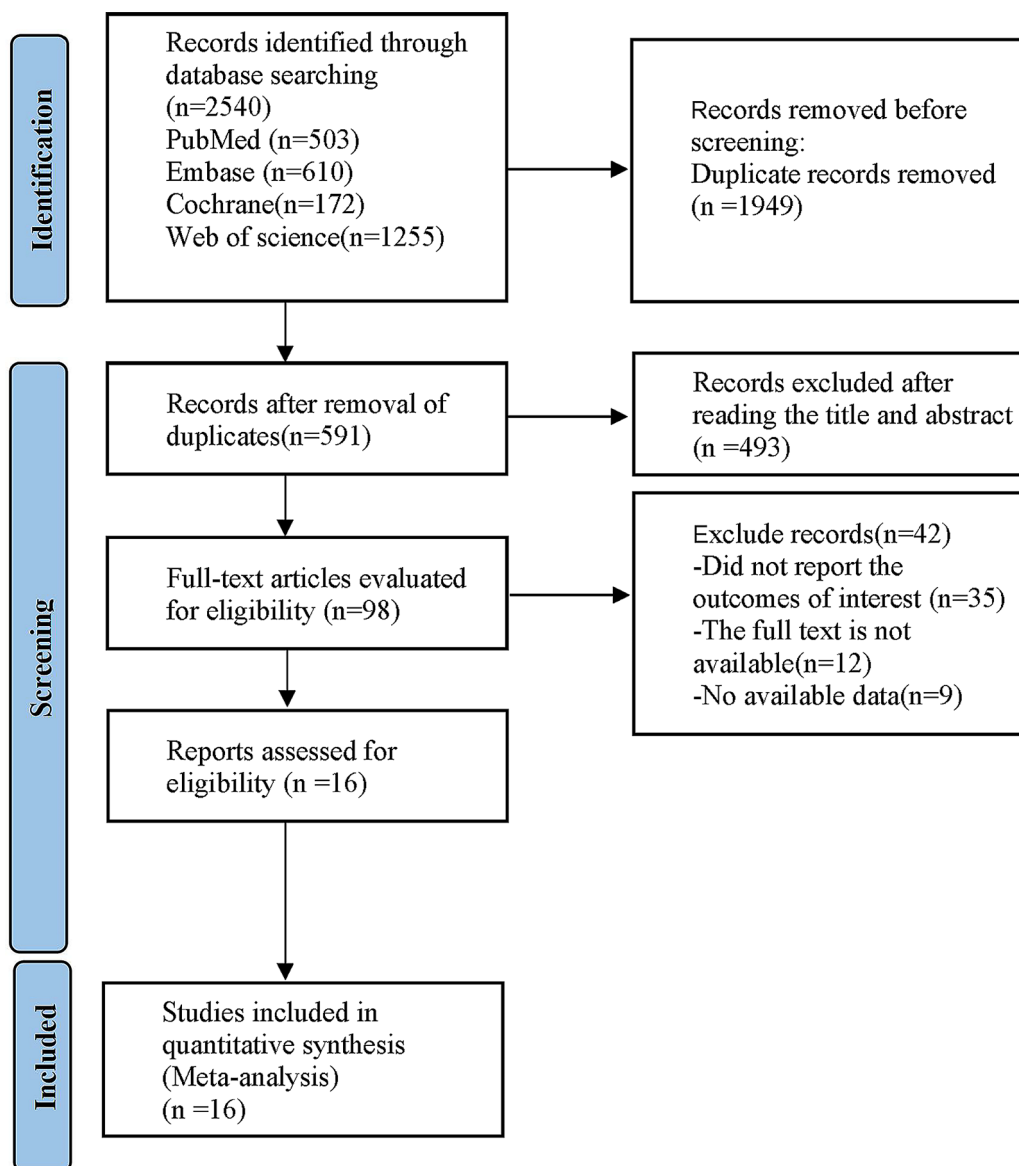 Identification
Records identified through
database searching
(n=2540)
PubMed (n=503)
Embase (n=610)
Cochrane(n=172)
Web of science(n=1255)
Records removed before
screening:
Duplicate records removed
(n =1949)
Screening
Records after removal of
duplicates(n=591)
Records excluded after
reading the title and abstract
(n =493)
Full-text articles evaluated
for eligibility (n=98)
Exclude records(n=42)
-Did not report the
outcomes of interest (n=35)
-The full text is not
available(n=12)
-No available data(n=9)
Reports assessed for
eligibility (n =16)
Included
Studies included in
quantitative synthesis
(Meta-analysis)
(n =16)